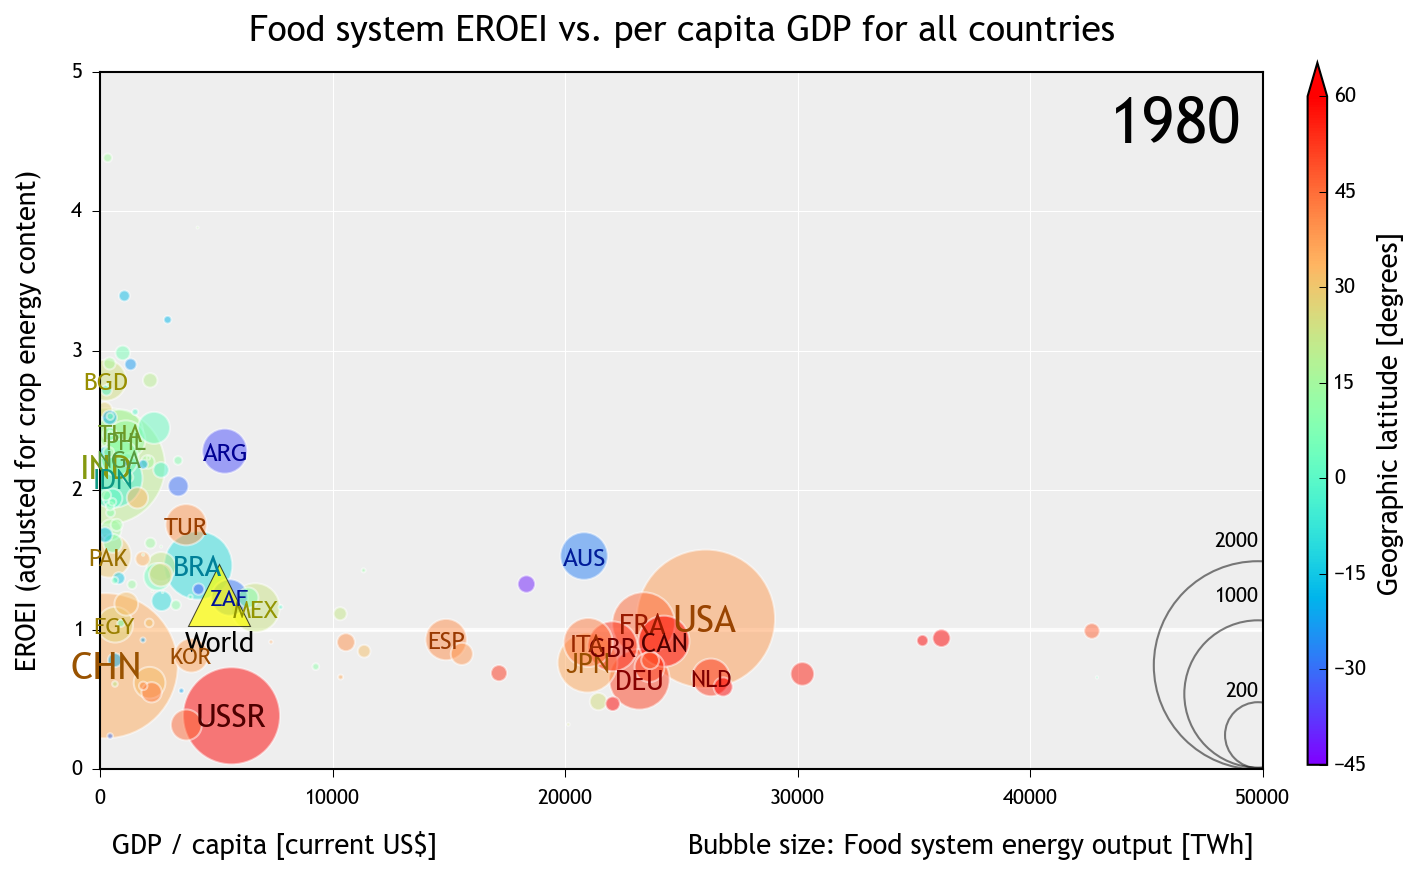 Food system EROEI vs. per capita GDP for all countries
1980
EROEI (adjusted for crop energy content)
5
4
3
2
1
0
BGD
THA
PHL
NGA
IND
IDN
ARG
TUR
PAK
BRA
AUS
ZAF
MEX
EGY
World
KOR
CHN
USSR
ESP
ITA
FRA
USA
GBR
CAN
JPN
DEU
NLD
2000
1000
200
0
10000
20000
30000
40000
50000
GDP / capita [current US$]
Bubble size: Food system energy output [TWh]
60
45
30
15
0
−15
−30
−45
Geographic latitude [degrees]